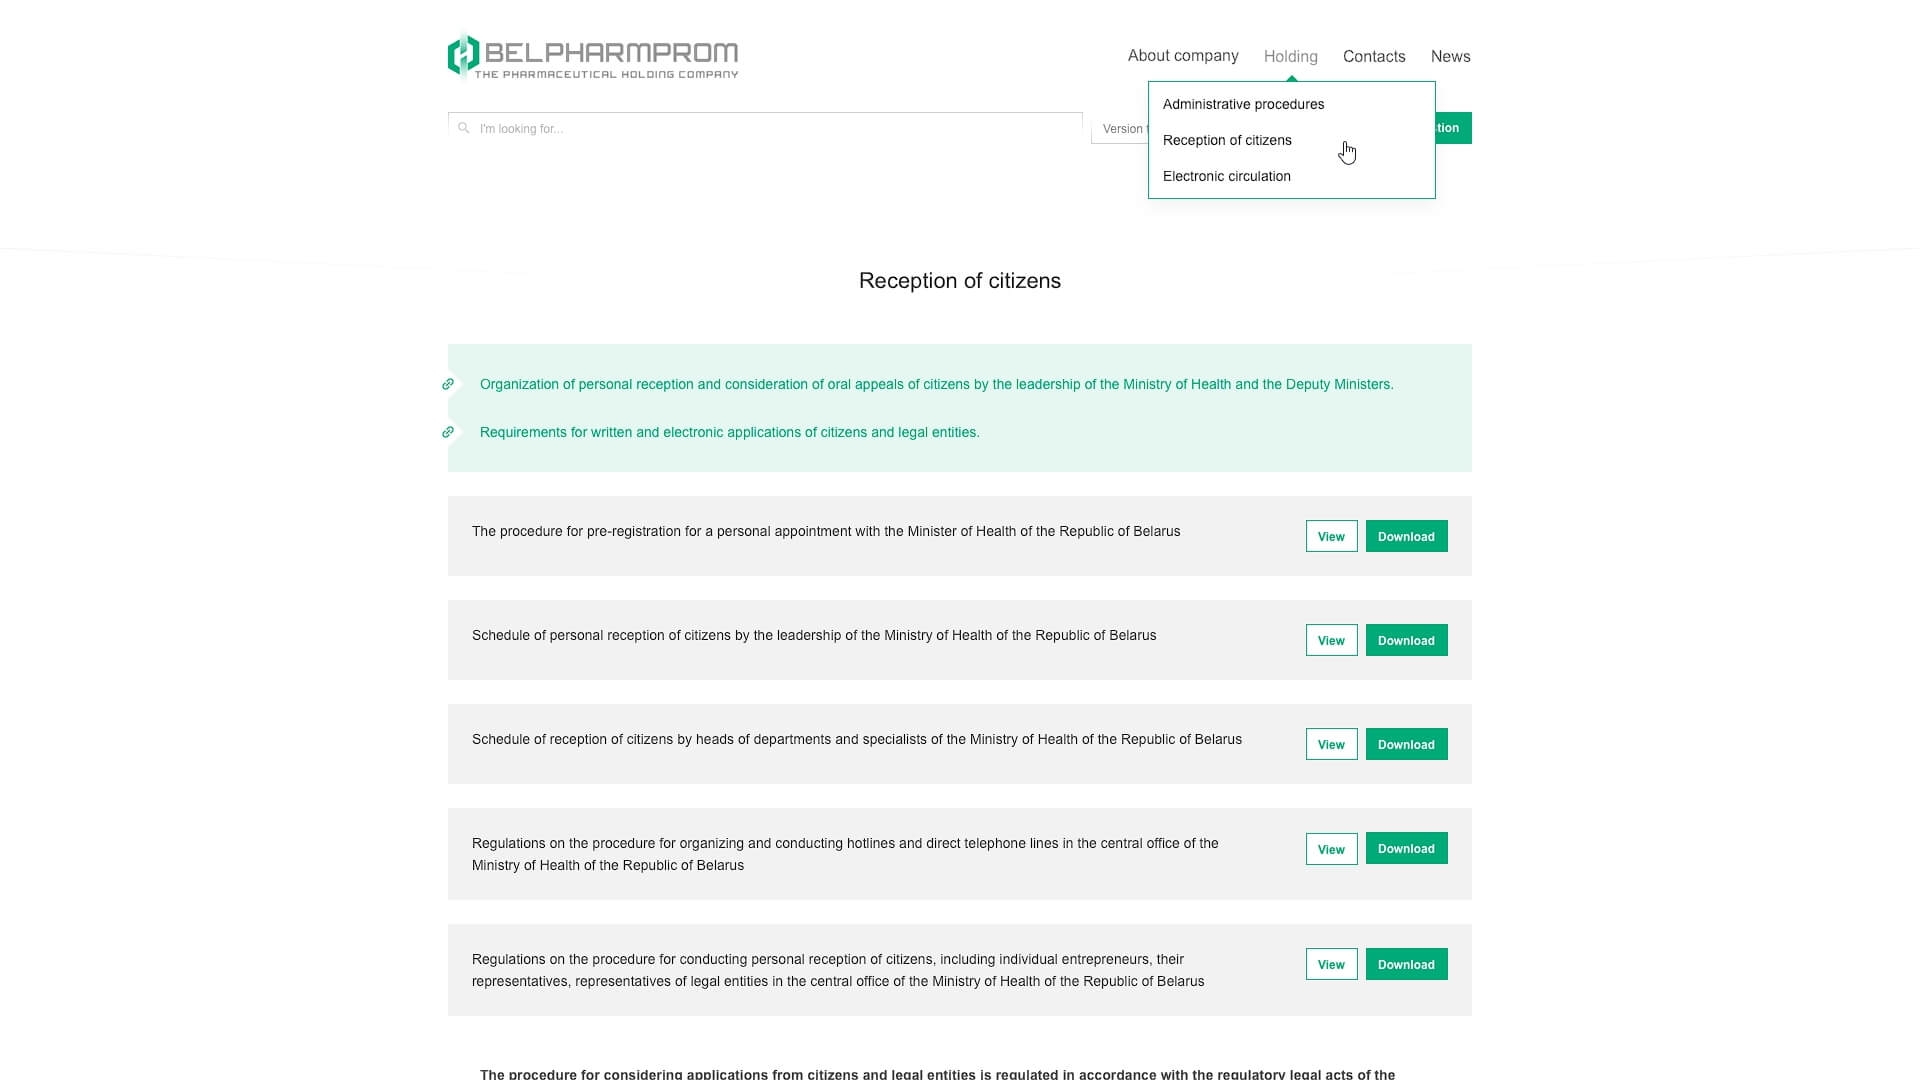 BELPHARMPROM
THE PHARMACEUTICAL HOLDING COMPANY
About company
Holding
Contacts
News
I'm looking for...
Version
Administrative procedures
Reception of citizens
Electronic circulation
Reception of citizens
Organization of personal reception and consideration of oral appeals of citizens by the leadership of the Ministry of Health and the Deputy Ministers.
Requirements for written and electronic applications of citizens and legal entities.
The procedure for pre-registration for a personal appointment with the Minister of Health of the Republic of Belarus
View
Download
Schedule of personal reception of citizens by the leadership of the Ministry of Health of the Republic of Belarus
View
Download
Schedule of reception of citizens by heads of departments and specialists of the Ministry of Health of the Republic of Belarus
View
Download
Regulations on the procedure for organizing and conducting hotlines and direct telephone lines in the central office of the
Ministry of Health of the Republic of Belarus
View
Download
Regulations on the procedure for conducting personal reception of citizens, including individual entrepreneurs, their
representatives, representatives of legal entities in the central office of the Ministry of Health of the Republic of Belarus
View
Download
The procedure for considering applications from citizens and legal entities is regulated in accordance with the regulatory legal acts of the